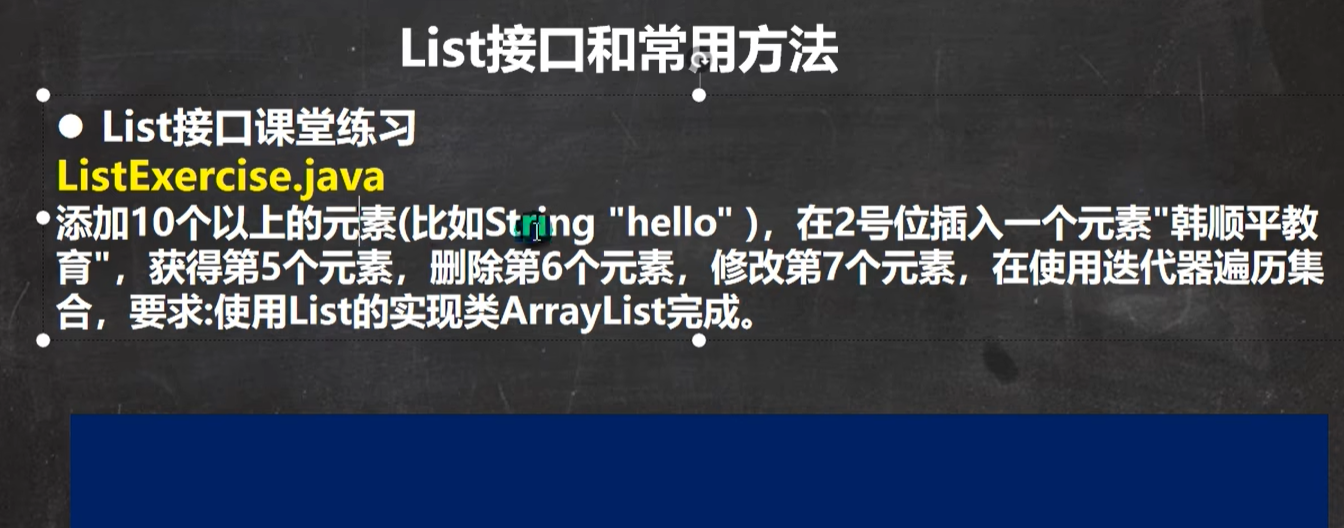 List接口和常用方法
● List接口课堂练习
ListExercise.java
添加10个以上的元素(比如String "hello" )，在2号位插入一个元素"韩顺平教
育"，获得第5个元素，删除第6个元素，修改第7个元素，在使用迭代器遍历集
合，要求:使用List的实现类ArrayList完成。